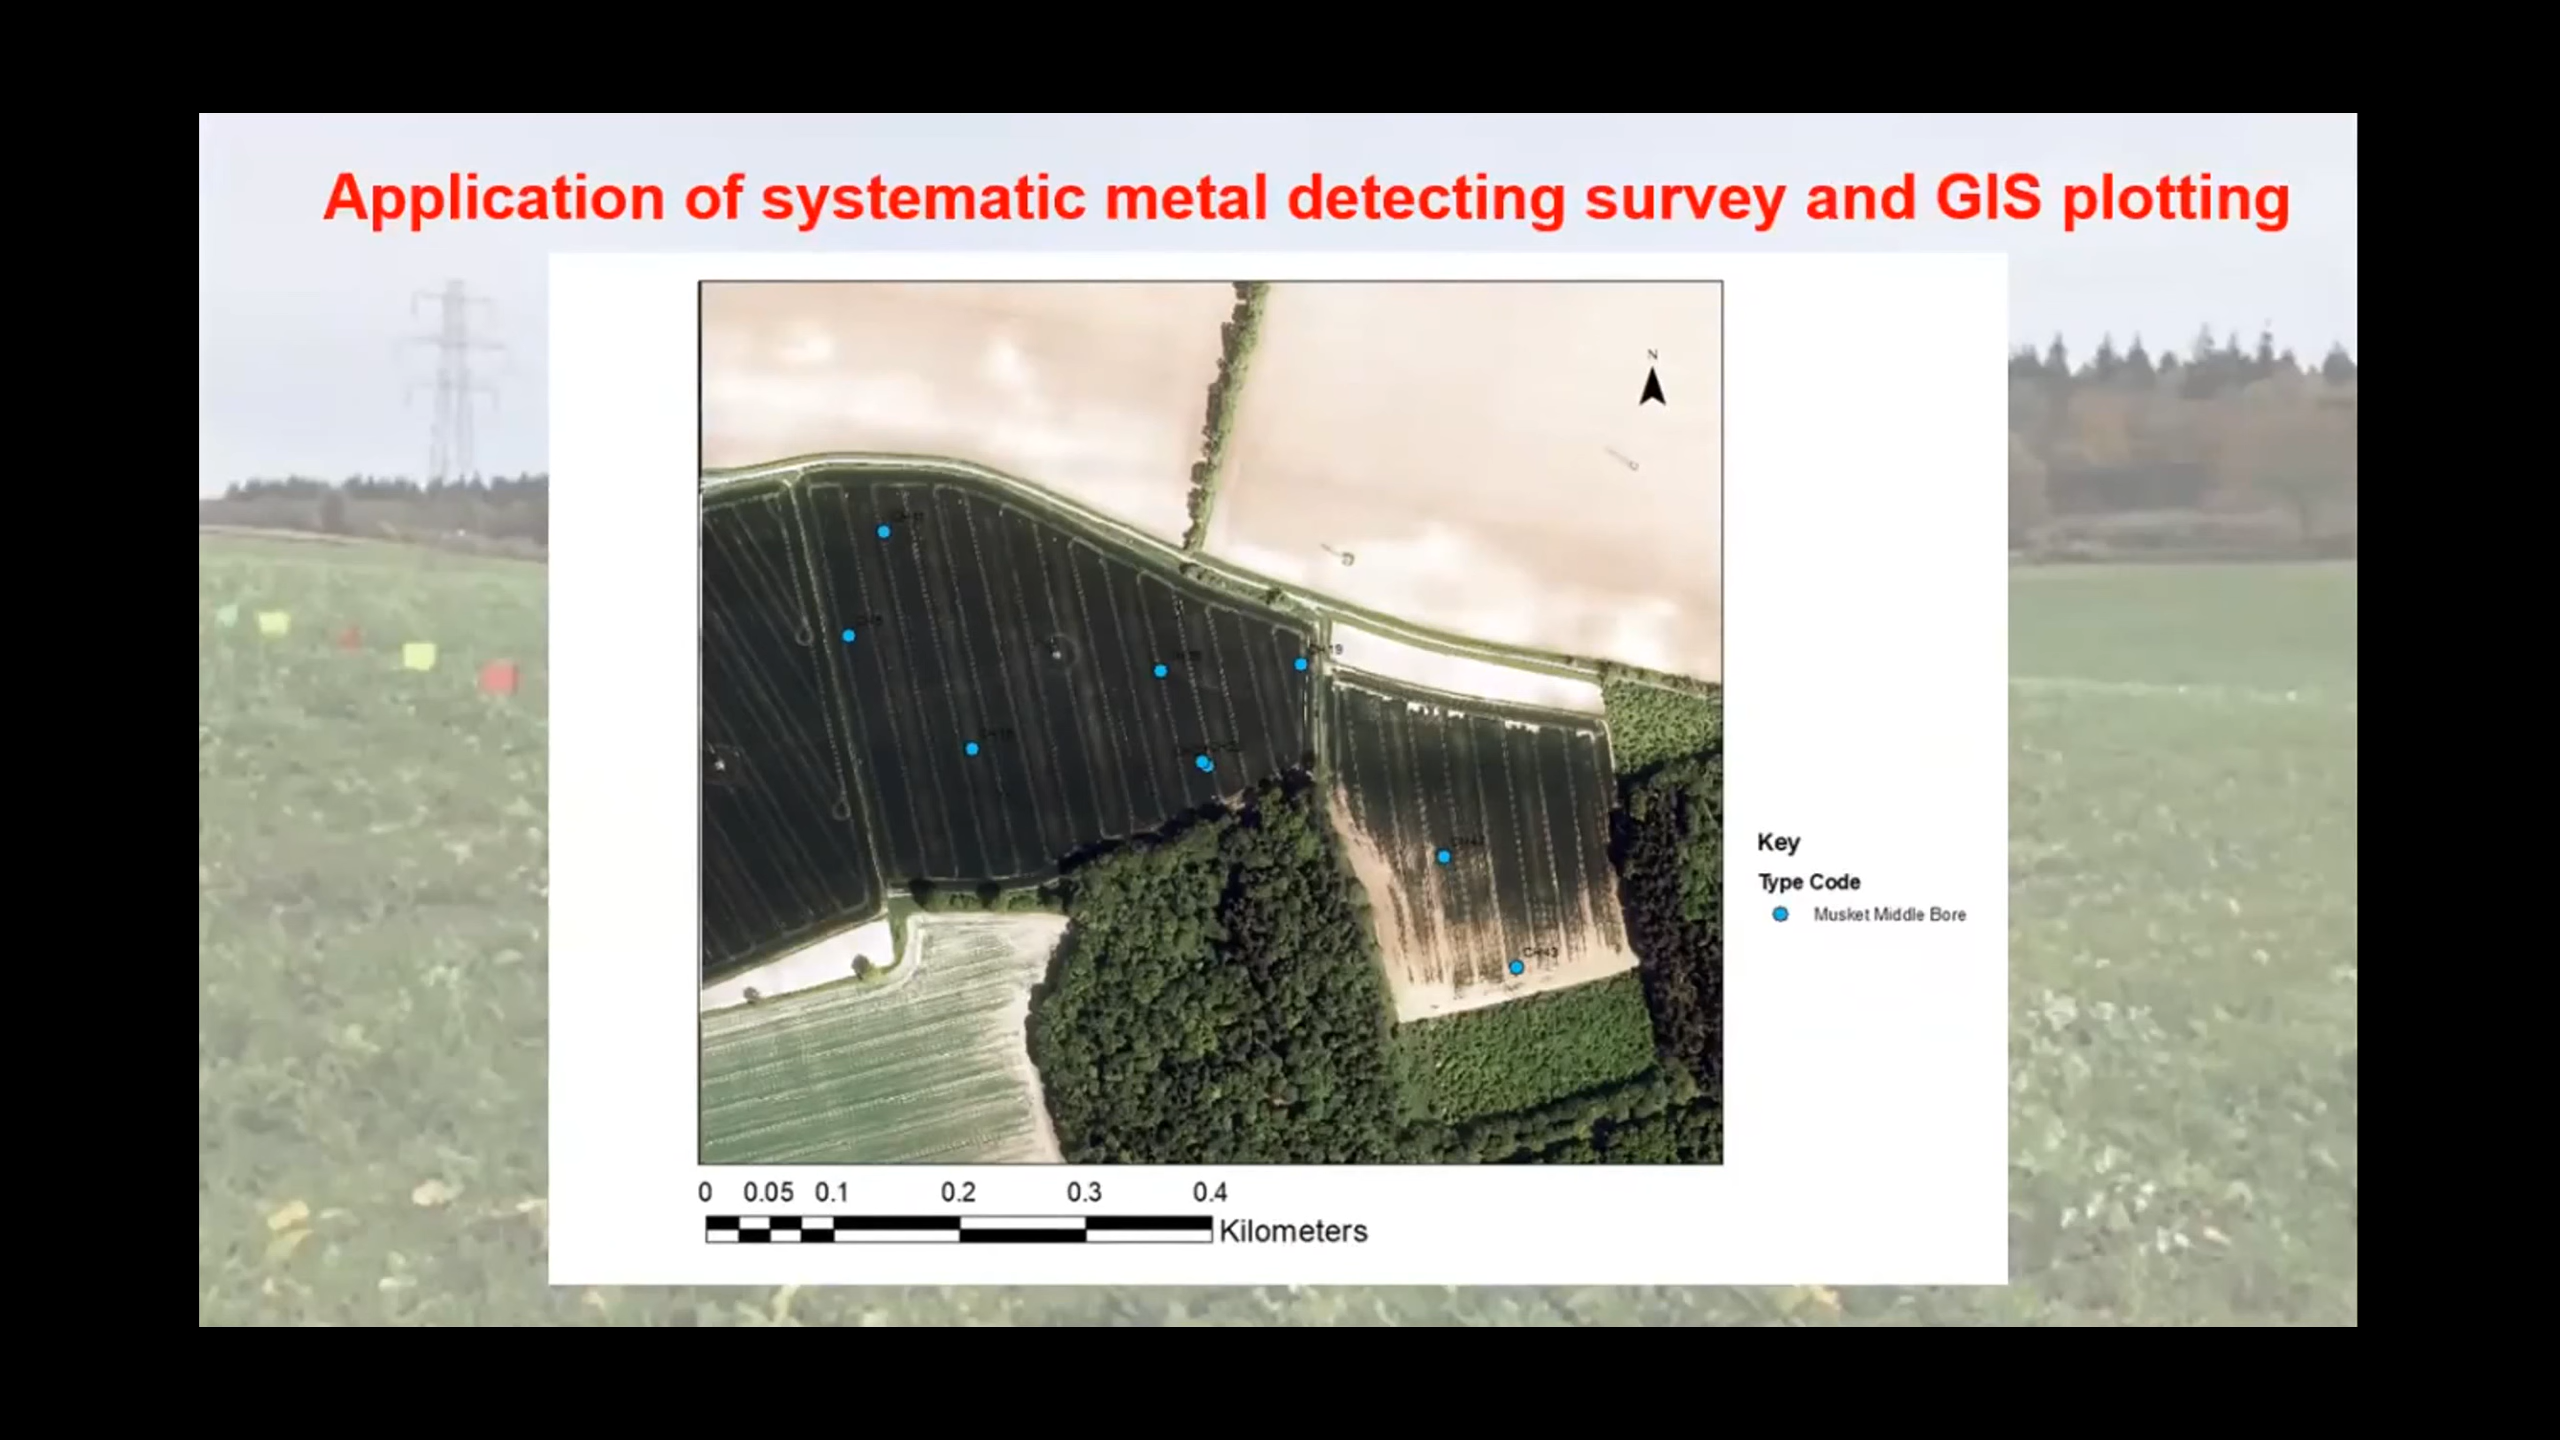 Application of systematic metal detecting survey and GIS plotting
N
Key
Type Code
Musket Middle Bore
0 0.05 0.1 0.2 0.3 0.4
Kilometers